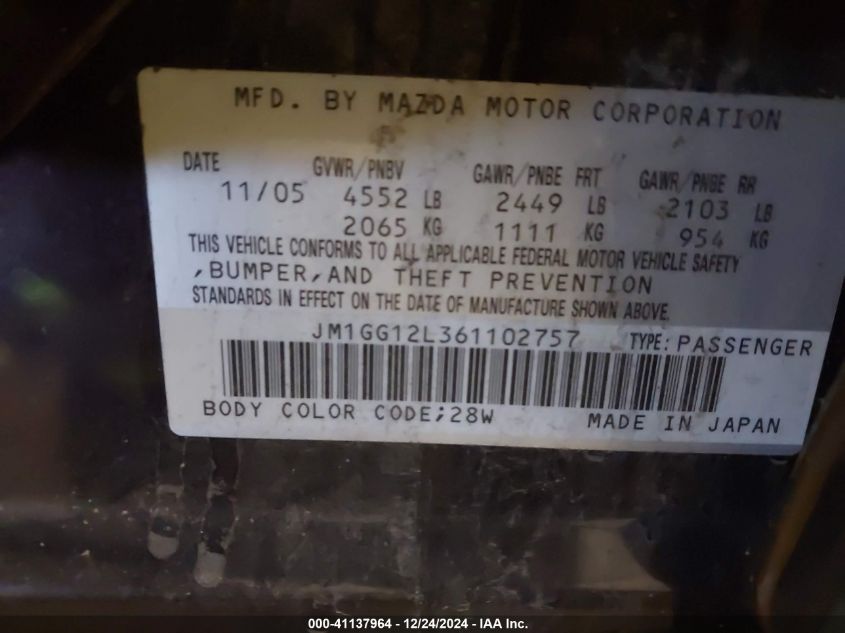 MFD. BY MAZDA MOTOR CORPORATION
DATE GVWR/PNBV GAWR/PNBE FRT GAWR/PNBE RR
11/05 4552 LB 2449 LB 2103 LB
2065 KG 1111 KG 954 KG
THIS VEHICLE CONFORMS TO ALL APPLICABLE FEDERAL MOTOR VEHICLE SAFETY
,BUMPER,AND THEFT PREVENTION
STANDARDS IN EFFECT ON THE DATE OF MANUFACTURE SHOWN ABOVE.
JM1GG12L361102757 TYPE: PASSENGER
BODY COLOR CODE;28W MADE IN JAPAN
000-41137964 - 12/24/2024 - IAA Inc.